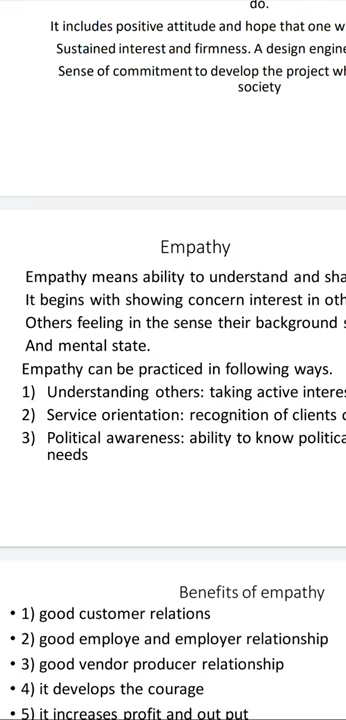 do.
It includes positive attitude and hope that one w
Sustained interest and firmness. A design engine
Sense of commitment to develop the project wh
society
Empathy
Empathy means ability to understand and sha
It begins with showing concern interest in oth
Others feeling in the sense their background s
And mental state.
Empathy can be practiced in following ways.
1) Understanding others: taking active interes
2) Service orientation: recognition of clients o
3) Political awareness: ability to know politica
needs
Benefits of empathy
• 1) good customer relations
• 2) good employe and employer relationship
• 3) good vendor producer relationship
• 4) it develops the courage
• 5) it increases profit and out put